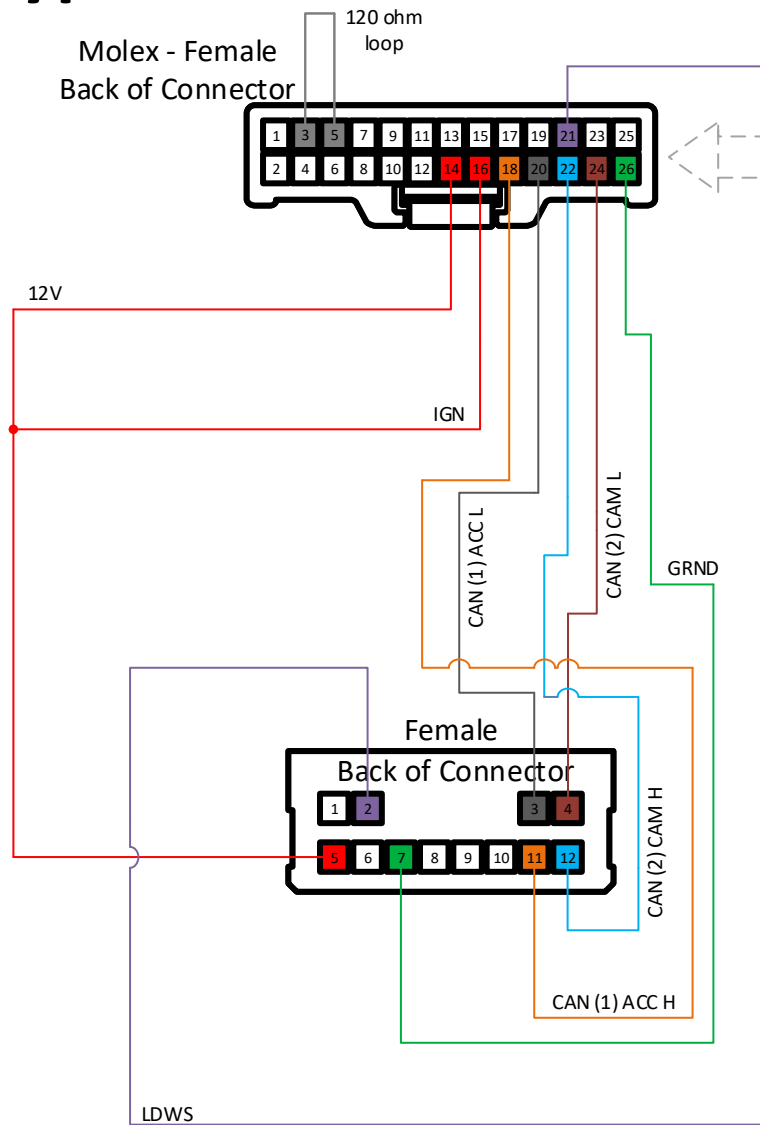 120 ohm
loop
Molex - Female
Back of Connector
1 3 5 7 9 11 13 15 17 19 21 23 25
2 4 6 8 10 12 14 16 18 20 22 24 26
12V
IGN
CAN (1) ACC L
CAN (2) CAM L
GRND
Female
Back of Connector
1 2 3 4
5 6 7 8 9 10 11 12
CAN (2) CAM H
CAN (1) ACC H
LDWS